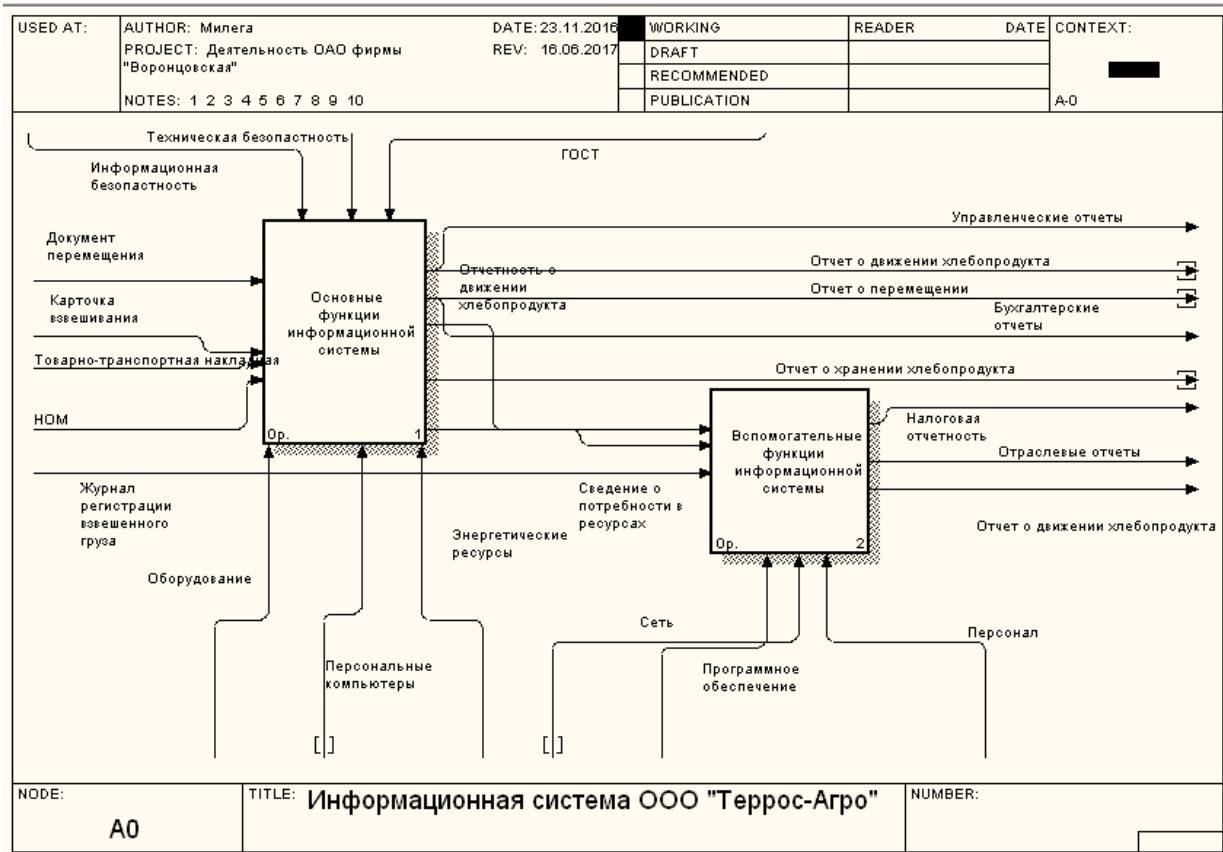 USED AT:
AUTHOR: Милега
DATE: 23.11.2016
PROJECT: Деятельность ОАО фирмы
"Воронцовская"
REV: 16.06.2017
NOTES: 1 2 3 4 5 6 7 8 9 10
WORKING
DRAFT
RECOMMENDED
PUBLICATION
READER
DATE
CONTEXT:
A-0
Техническая безопастность
ГОСТ
Информационная
безопастность
Управленческие отчеты
Документ
перемещения
Отчет о движении хлебопродукта
Отчетность о
движении
хлебопродукта
Отчет о перемещении
Карточка
взвешивания
Основные
функции
информационной
системы
Бухгалтерские
отчеты
Товарно-транспортная накладная
Отчет о хранении хлебопродукта
НОМ
0р.
1
Налоговая
отчетность
Вспомогательные
функции
информационной
системы
Отраслевые отчеты
Журнал
регистрации
взвешенного
груза
Сведение о
потребности в
ресурсах
Энергетические
ресурсы
Отчет о движении хлебопродукта
0р.
2
Оборудование
Сеть
Персонал
Персональные
компьютеры
Программное
обеспечение
NODE:
A0
TITLE:
Информационная система ООО "Террос-Агро"
NUMBER: